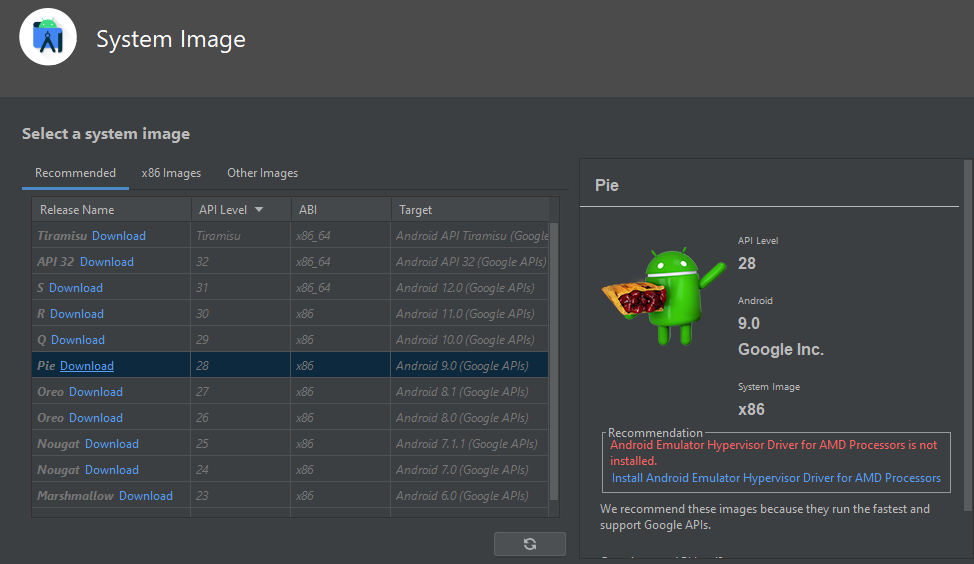 System Image
Select a system image
Recommended x86 Images Other Images
Release Name API Level ABI Target
Tiramisu Download Tiramisu x86_64 Android API Tiramisu (Google
API 32 Download 32 x86_64 Android API 32 (Google APIs)
S Download 31 x86_64 Android 12.0 (Google APIs)
R Download 30 x86 Android 11.0 (Google APIs)
Q Download 29 x86 Android 10.0 (Google APIs)
Pie Download 28 x86 Android 9.0 (Google APIs)
Oreo Download 27 x86 Android 8.1 (Google APIs)
Oreo Download 26 x86 Android 8.0 (Google APIs)
Nougat Download 25 x86 Android 7.1.1 (Google APIs)
Nougat Download 24 x86 Android 7.0 (Google APIs)
Marshmallow Download 23 x86 Android 6.0 (Google APIs)
Pie
API Level
28
Android
9.0
Google Inc.
System Image
x86
Recommendation
Android Emulator Hypervisor Driver for AMD Processors is not
installed.
Install Android Emulator Hypervisor Driver for AMD Processors
We recommend these images because they run the fastest and
support Google APIs.